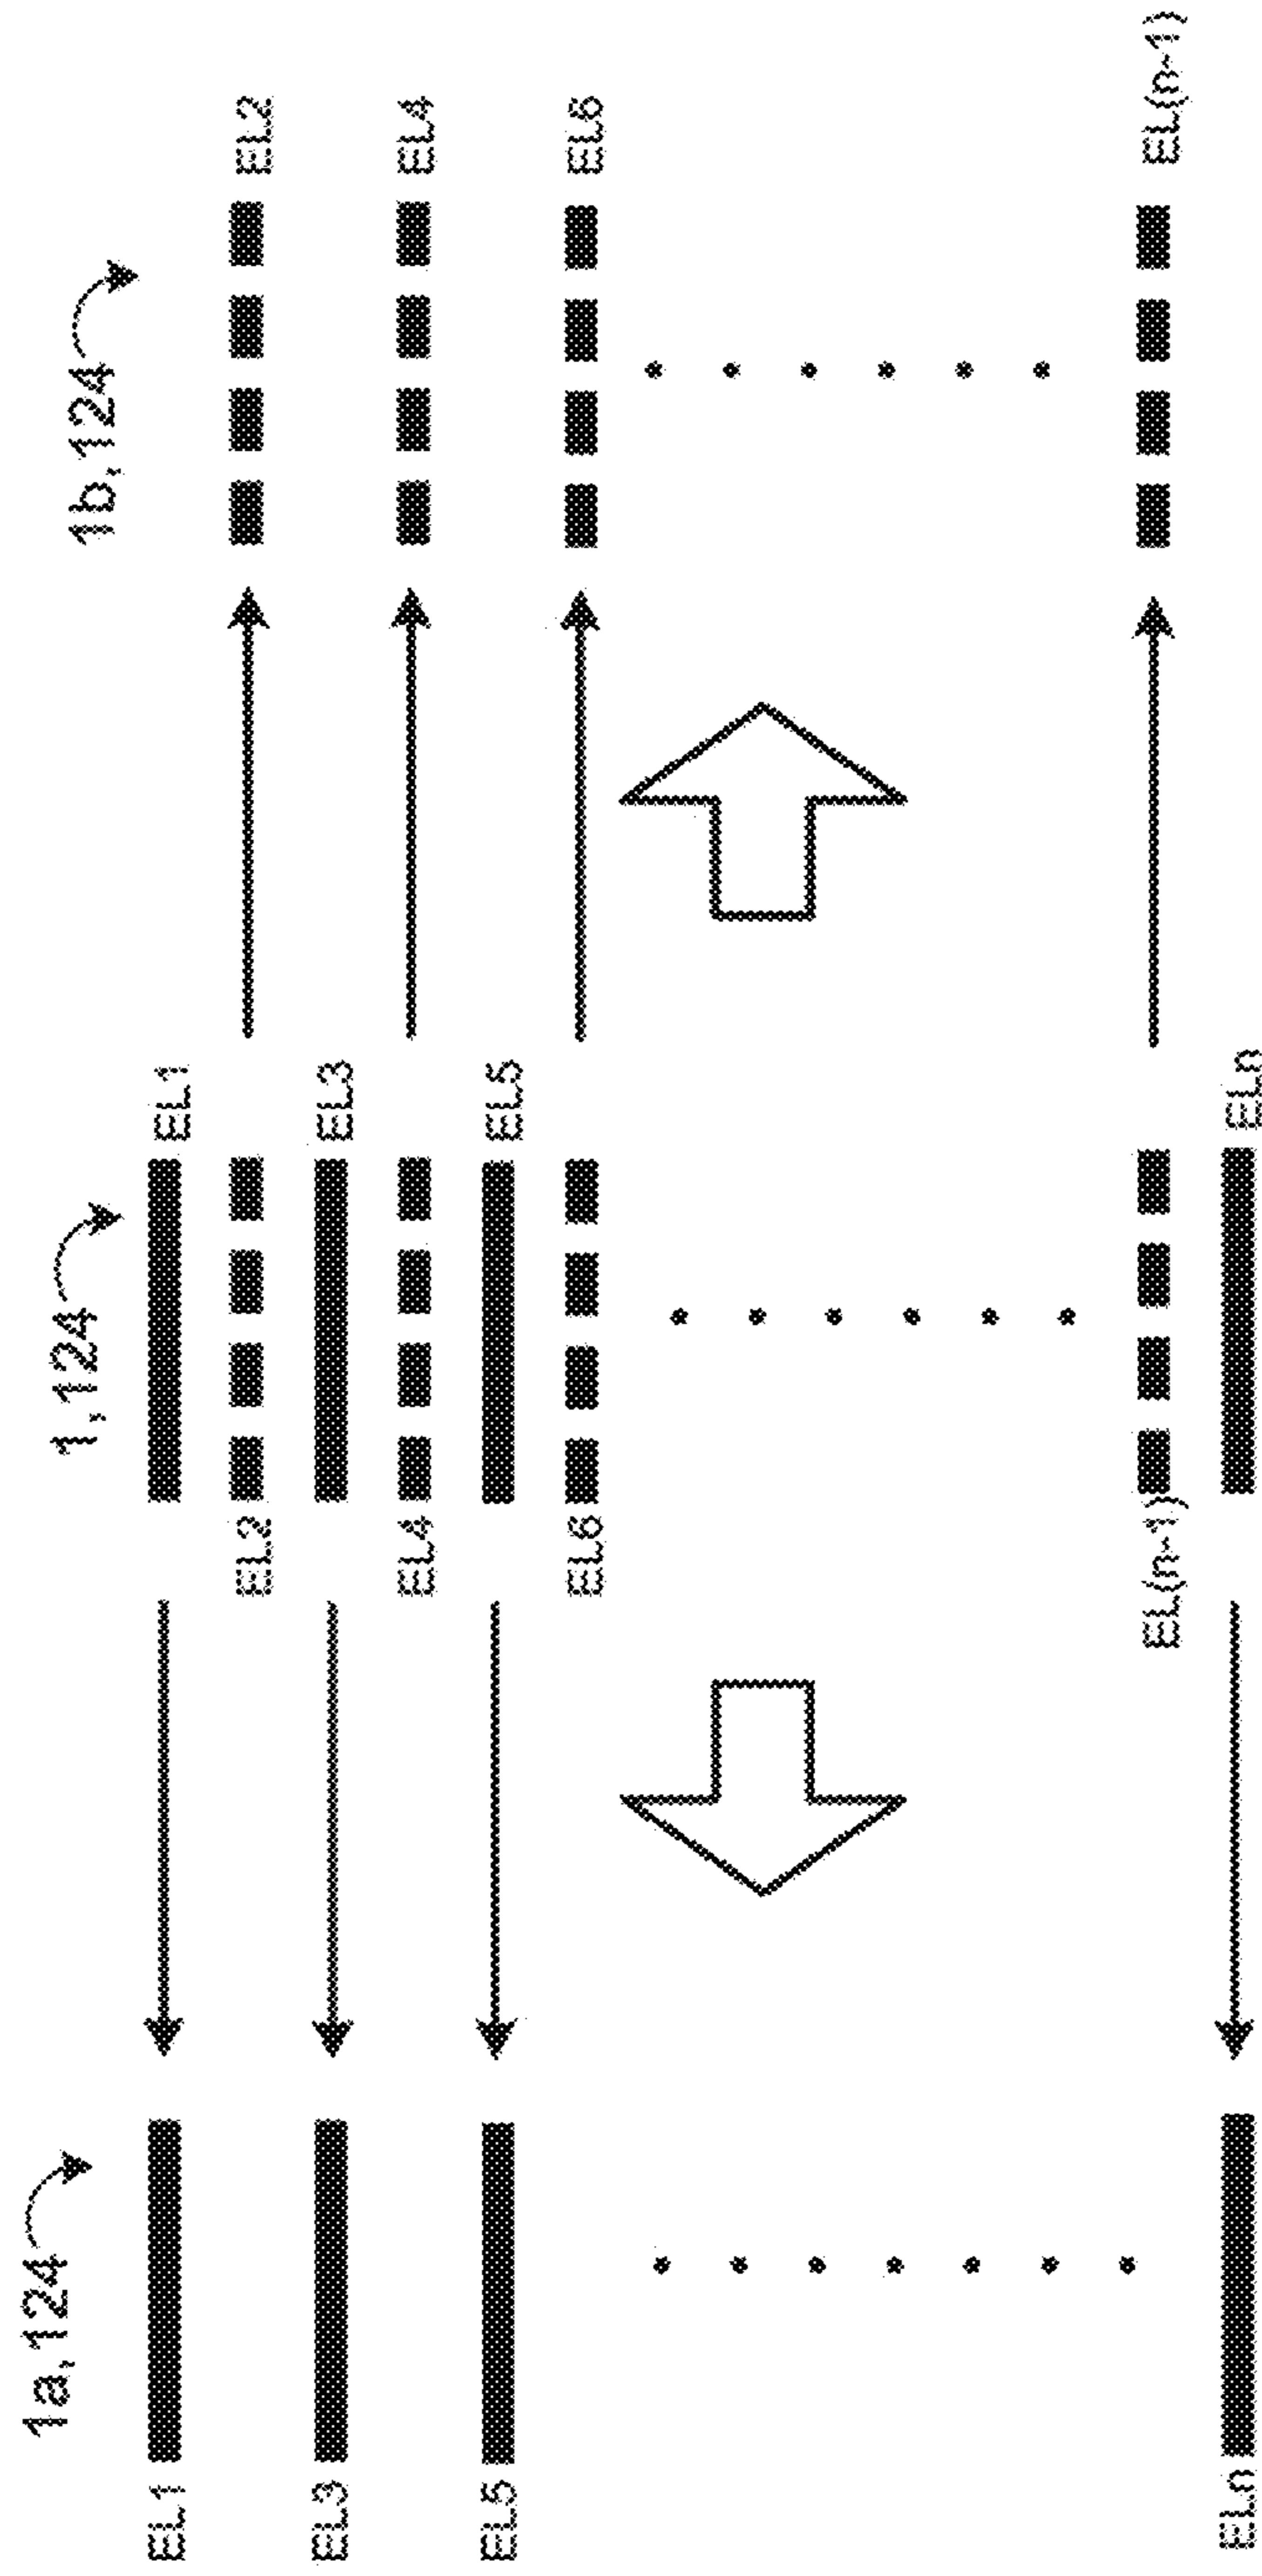 1a,124
1,124
1b,124
EL1
EL1
EL2
EL2
EL3
EL3
EL4
EL4
EL5
EL5
EL6
EL6
EL(n-1)
EL(n-1)
ELn
ELn